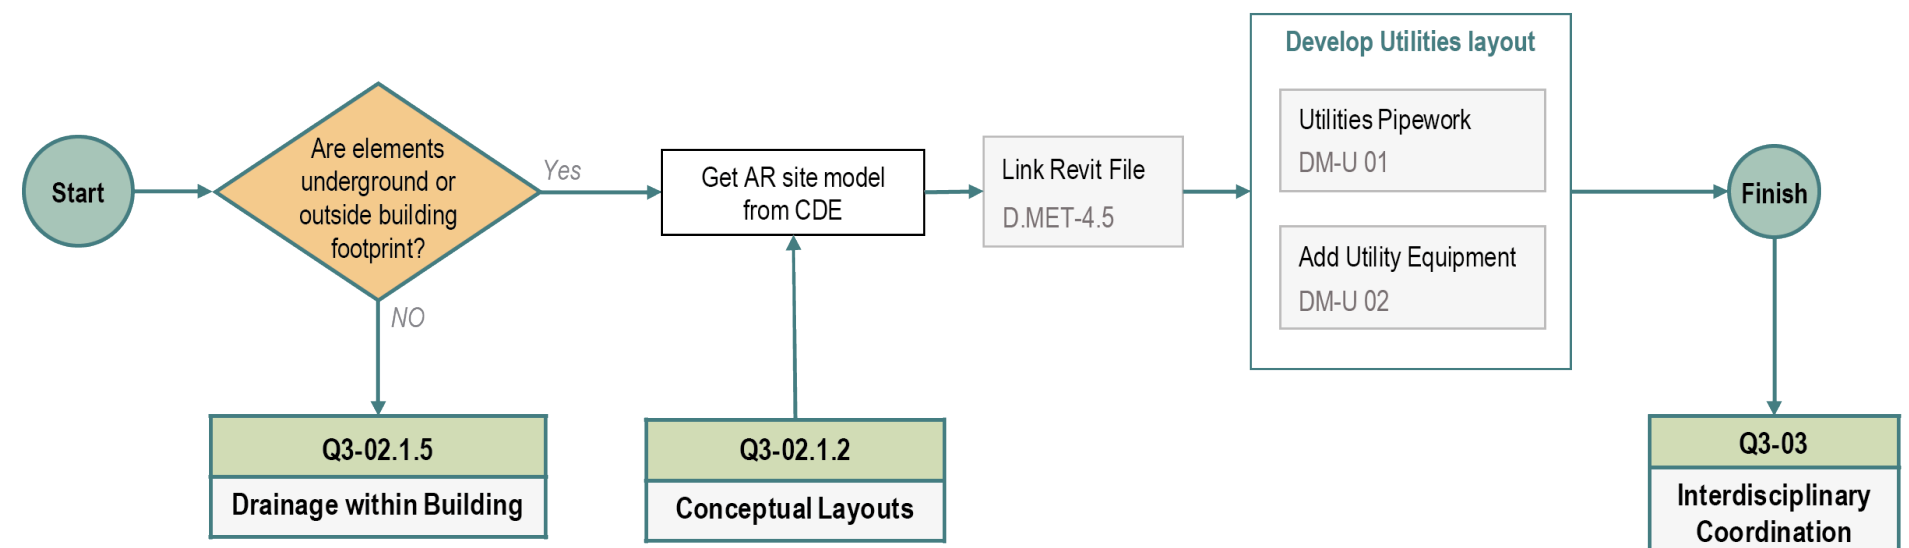 Start
Are elements
underground or
outside building
footprint?
Yes
NO
Get AR site model
from CDE
Link Revit File
D.MET-4.5
Develop Utilities layout
Utilities Pipework
DM-U 01
Add Utility Equipment
DM-U 02
Finish
Q3-02.1.5
Drainage within Building
Q3-02.1.2
Conceptual Layouts
Q3-03
Interdisciplinary
Coordination